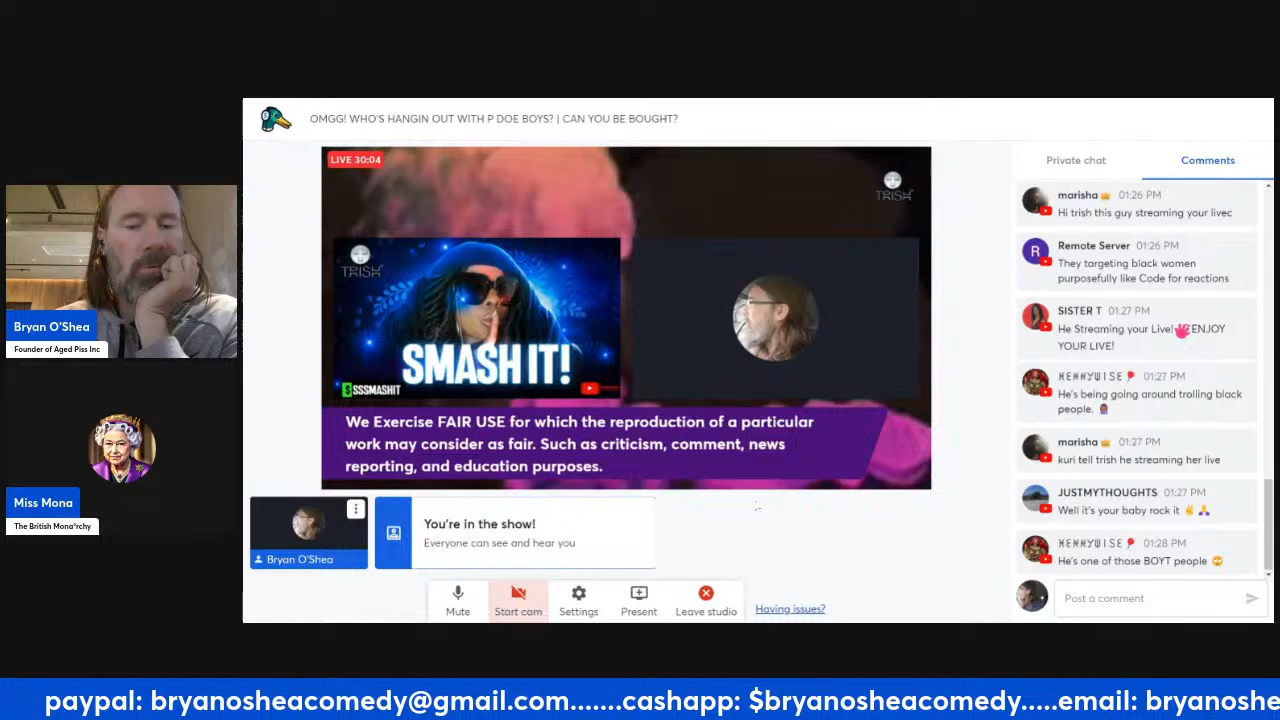 OMGG! WHO'S HANGIN OUT WITH P DOE BOYS? | CAN YOU BE BOUGHT?
LIVE 30:04
TRISH
TRISH
SMASH IT!
$SSSMASHIT
We Exercise FAIR USE for which the reproduction of a particular
work may consider as fair. Such as criticism, comment, news
reporting, and education purposes.
Bryan O'Shea
Founder of Aged Piss Inc
Miss Mona
The British Mona*rchy
Bryan O'Shea
You're in the show!
Everyone can see and hear you
Mute
Start cam
Settings
Present
Leave studio
Having issues?
Private chat
Comments
marisha 👑 01:26 PM
Hi trish this guy streaming your livec
R
Remote Server 01:26 PM
They targeting black women
purposefully like Code for reactions
SISTER T 01:27 PM
He Streaming your Live!👋ENJOY
YOUR LIVE!
01:27 PM
He's being going around trolling black
people.
marisha 👑 01:27 PM
kuri tell trish he streaming her live
JUSTMYTHOUGHTS 01:27 PM
Well it's your baby rock it ✌️🙏
01:28 PM
He's one of those BOYT people 🙄
Post a comment
paypal: bryanosheacomedy@gmail.com.......cashapp: $bryanosheacomedy.....email: bryanoshe